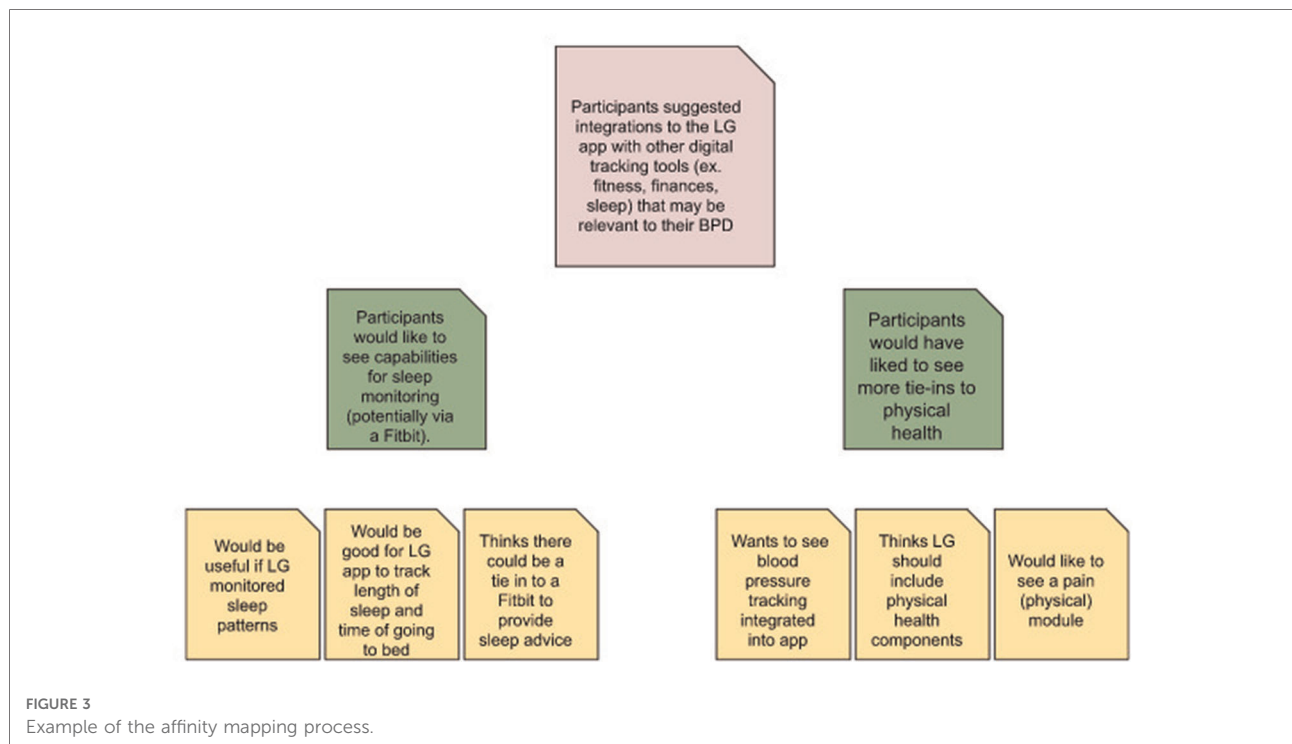 Participants suggested
integrations to the LG
app with other digital
tracking tools (ex.
fitness, finances,
sleep) that may be
relevant to their BPD
Participants
would like to
see capabilities
for sleep
monitoring
(potentially via
a Fitbit).
Participants
would have
liked to see
more tie-ins to
physical
health
Would be
useful if LG
monitored
sleep
patterns
Would be
good for LG
app to track
length of
sleep and
time of going
to bed
Thinks there
could be a
tie in to a
Fitbit to
provide
sleep advice
Wants to see
blood
pressure
tracking
integrated
into app
Thinks LG
should
include
physical
health
components
Would like to
see a pain
(physical)
module
FIGURE 3
Example of the affinity mapping process.